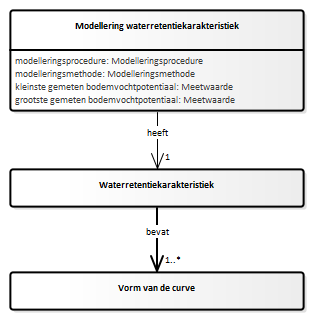 Modellering waterretentiekarakteristiek
modelleringsprocedure: Modelleringsprocedure
modelleringsmethode: Modelleringsmethode
kleinste gemeten bodemvochtpotentiaal: Meetwaarde
grootste gemeten bodemvochtpotentiaal: Meetwaarde
heeft
1
Waterretentiekarakteristiek
bevat
1..*
Vorm van de curve